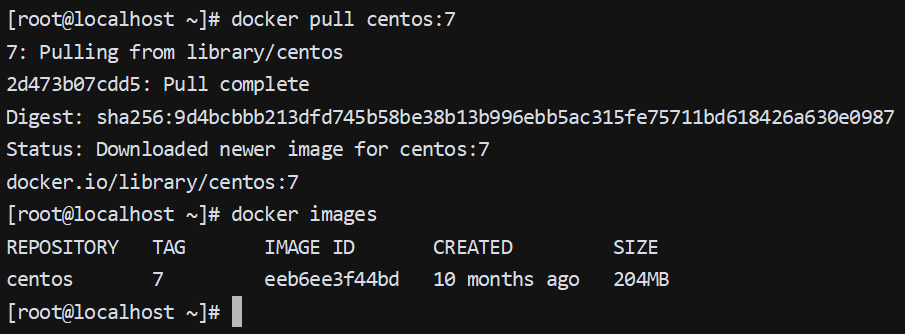 [root@localhost ~]# docker pull centos:7
7: Pulling from library/centos
2d473b07cdd5: Pull complete
Digest: sha256:9d4bcbbb213dfd745b58be38b13b996ebb5ac315fe75711bd618426a630e0987
Status: Downloaded newer image for centos:7
docker.io/library/centos:7
[root@localhost ~]# docker images
REPOSITORY   TAG       IMAGE ID       CREATED         SIZE
centos       7         eeb6ee3f44bd   10 months ago   204MB
[root@localhost ~]#